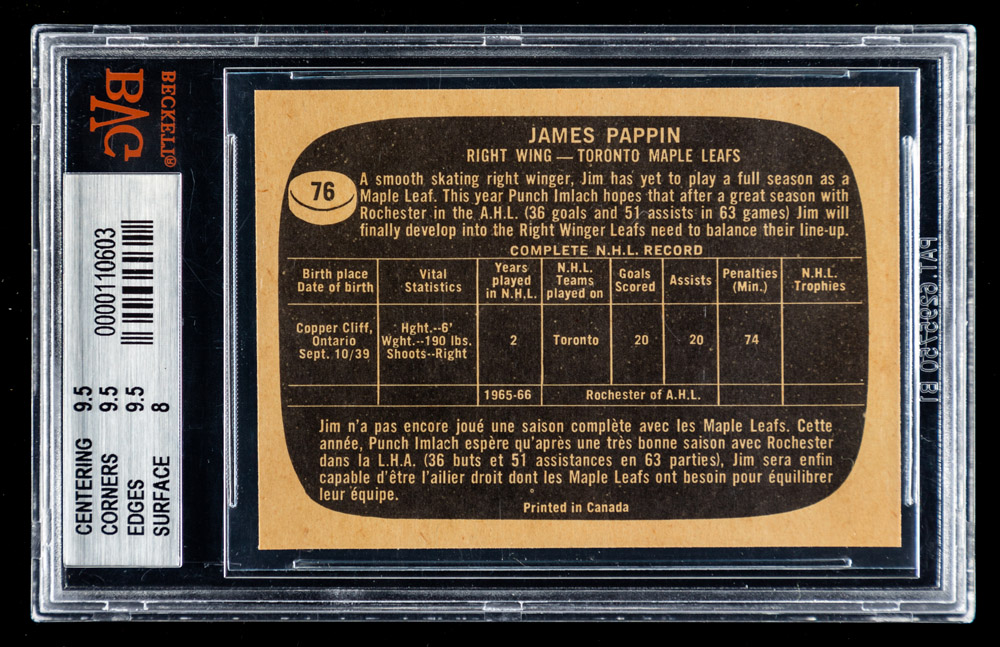 BECKETT®
BVG
0000110603
CENTERING 9.5
CORNERS 9.5
EDGES 9.5
SURFACE 8
JAMES PAPPIN
RIGHT WING — TORONTO MAPLE LEAFS
76
A smooth skating right winger, Jim has yet to play a full season as a
Maple Leaf. This year Punch Imlach hopes that after a great season with
Rochester in the A.H.L. (36 goals and 51 assists in 63 games) Jim will
finally develop into the Right Winger Leafs need to balance their line-up.
COMPLETE N.H.L. RECORD
Birth place
Date of birth
Vital
Statistics
Years
played
in N.H.L.
N.H.L.
Teams
played on
Goals
Scored
Assists
Penalties
(Min.)
N.H.L.
Trophies
Copper Cliff,
Ontario
Sept. 10/39
Hght.--6'
Wght.--190 lbs.
Shoots--Right
2
Toronto
20
20
74
1965-66
Rochester of A.H.L.
Jim n'a pas encore joué une saison complète avec les Maple Leafs. Cette
année, Punch Imlach espère qu'après une très bonne saison avec Rochester
dans la L.H.A. (36 buts et 51 assistances en 63 parties), Jim sera enfin
capable d'être l'ailier droit dont les Maple Leafs ont besoin pour équilibrer
leur équipe.
Printed in Canada